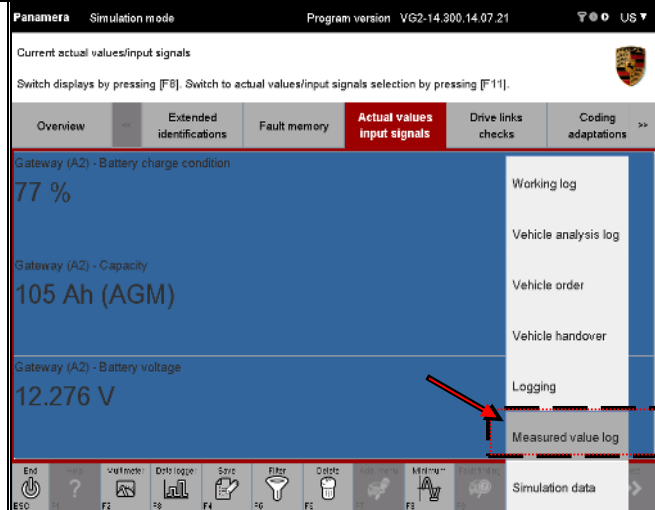 Panamera Simulation mode Program version VG2-14.300.14.07.21 US
Current actual values/input signals
Switch displays by pressing [F8]. Switch to actual values/input signals selection by pressing [F11].
Overview
<<
Extended
identifications
Fault memory
Actual values
input signals
Drive links
checks
Coding
adaptations
>>
Gateway (A2) - Battery charge condition
77 %
Gateway (A2) - Capacity
105 Ah (AGM)
Gateway (A2) - Battery voltage
12.276 V
Working log
Vehicle analysis log
Vehicle order
Vehicle handover
Logging
Measured value log
Simulation data
End Help Multimeter Data logger Save Filter Delete Minimum
ESC F1 F2 F3 F4 F6 F8